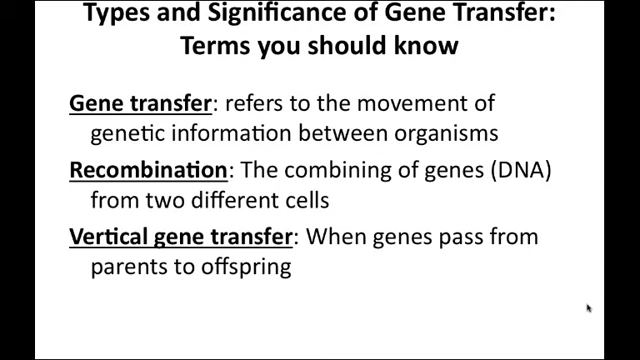 Types and Significance of Gene Transfer:
Terms you should know
Gene transfer: refers to the movement of
genetic information between organisms
Recombination: The combining of genes (DNA)
from two different cells
Vertical gene transfer: When genes pass from
parents to offspring